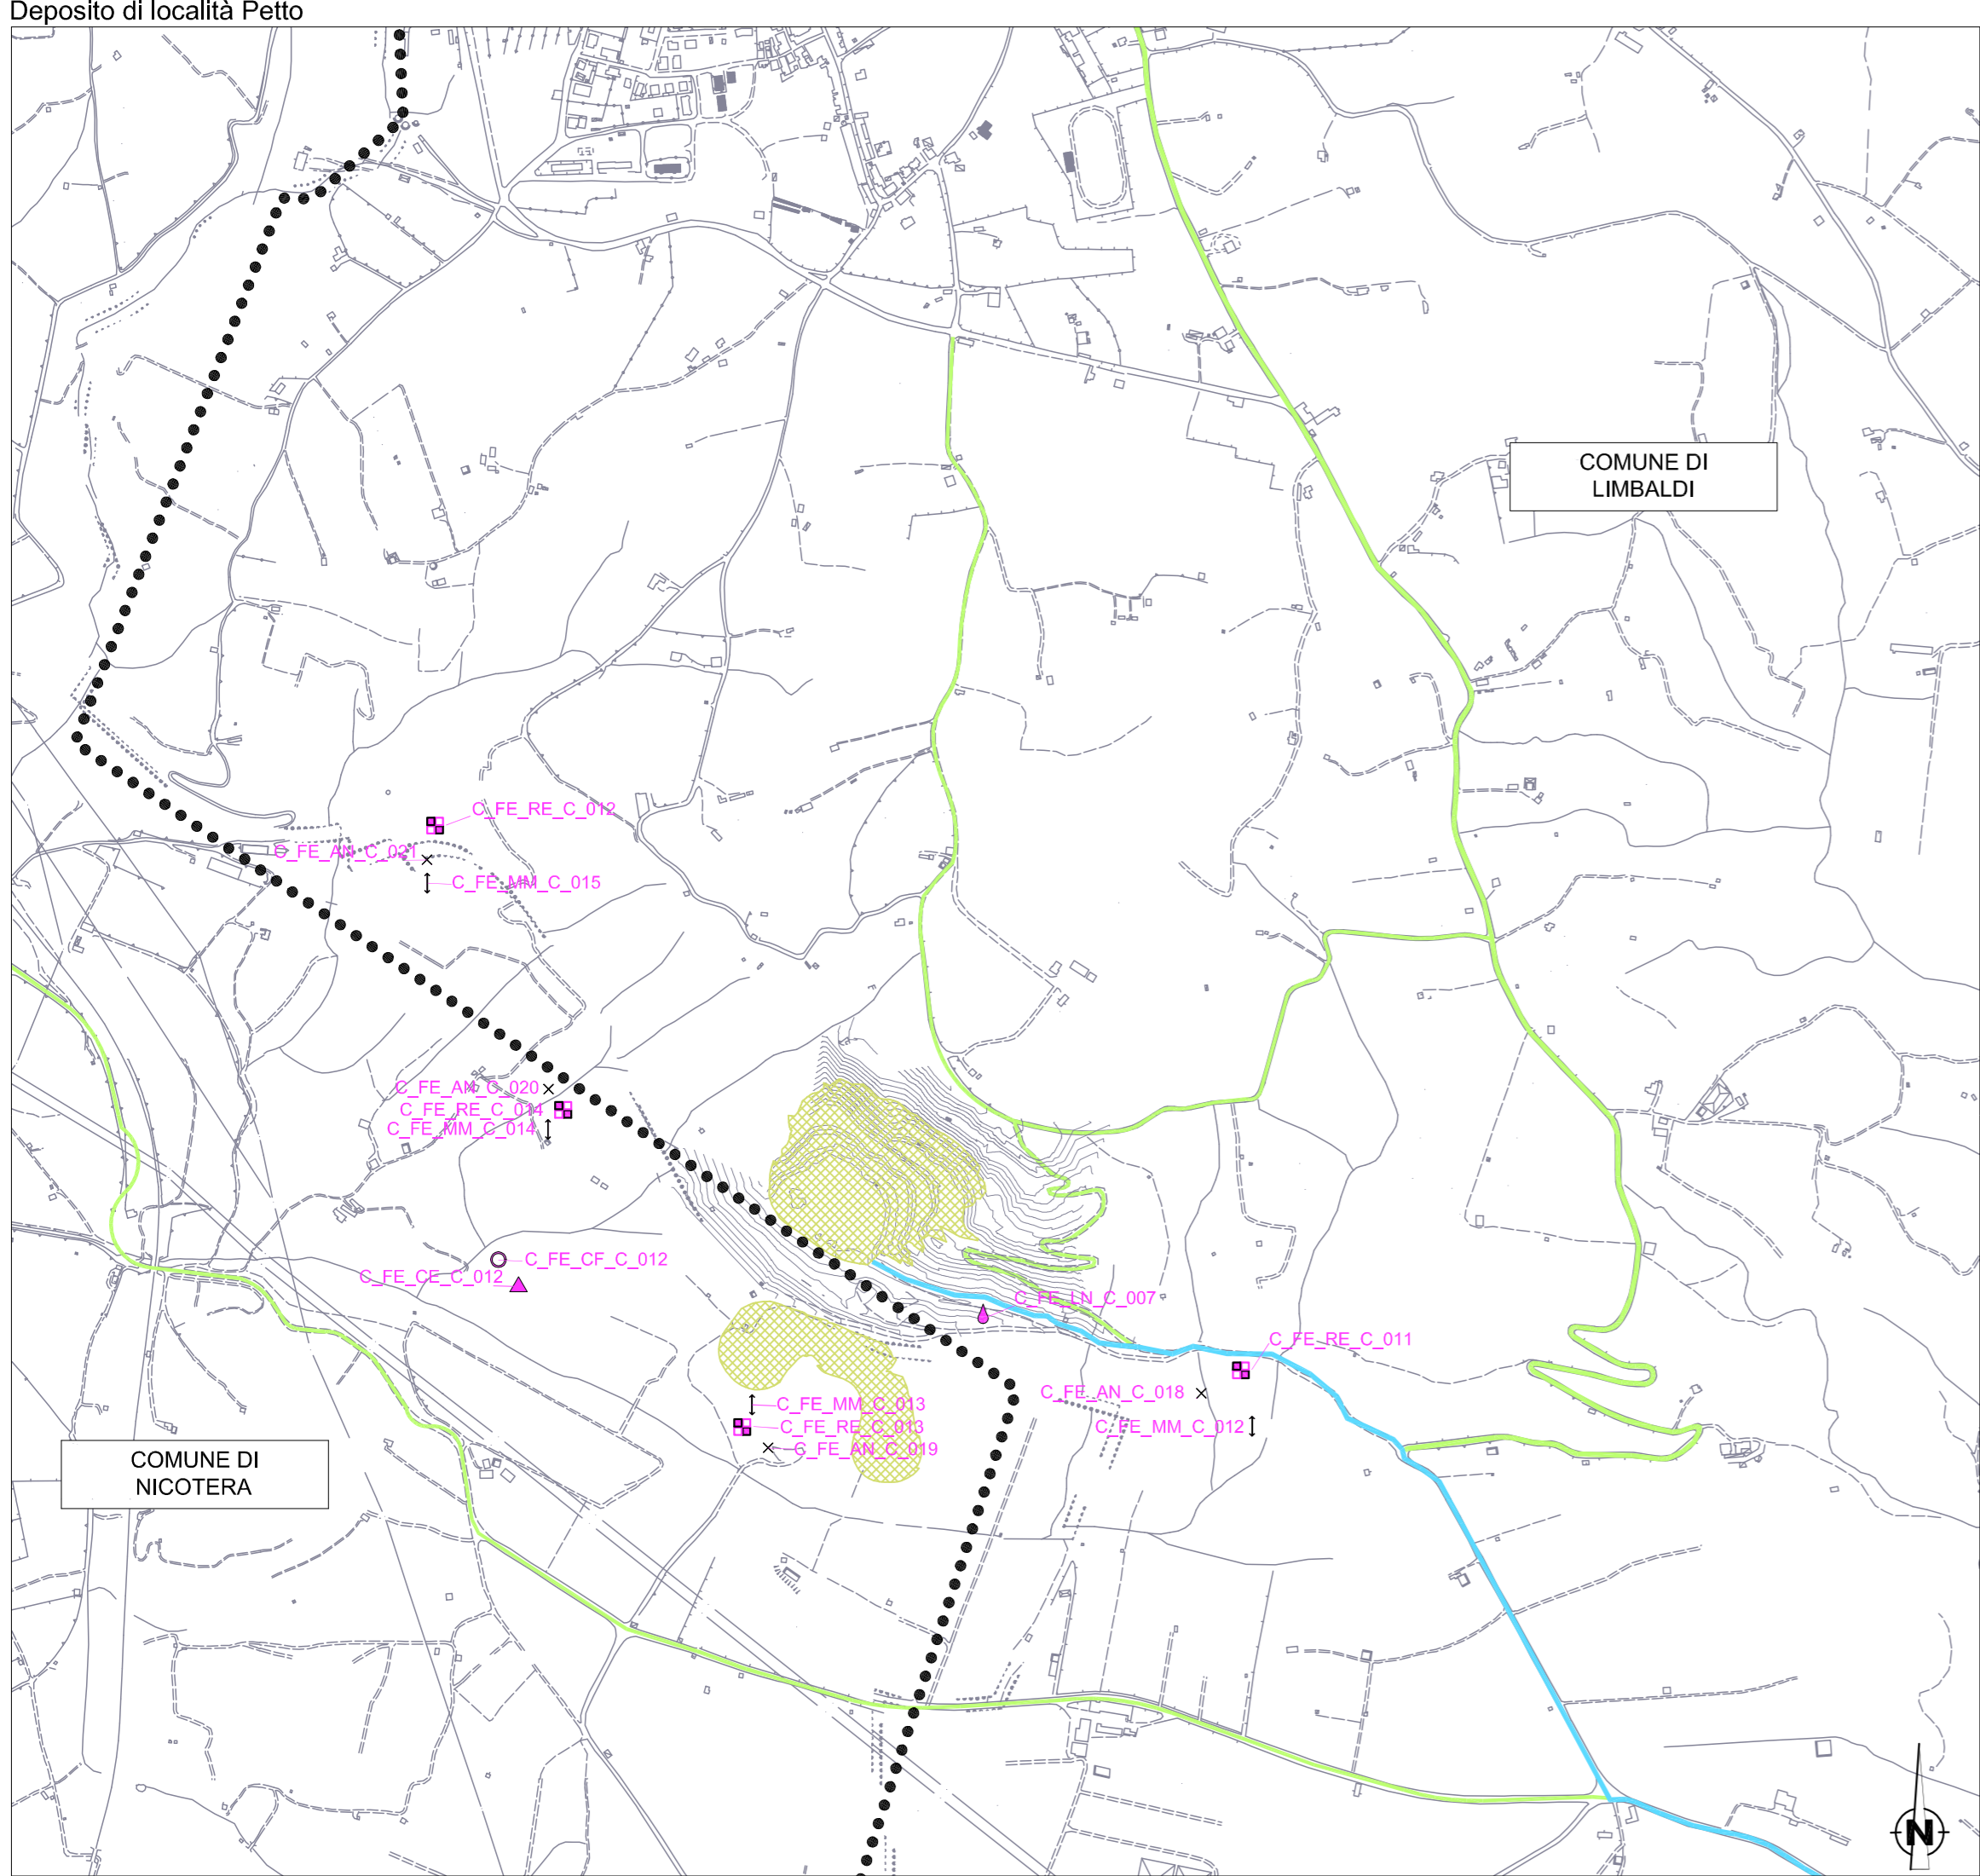 Deposito di località Petto
COMUNE DI
LIMBALDI
C_FE_RE_C_012
C_FE_AN_C_021
C_FE_MM_C_015
C_FE_AN_C_020
C_FE_RE_C_014
C_FE_MM_C_014
C_FE_CF_C_012
C_FE_CE_C_012
C_FE_LN_C_007
C_FE_RE_C_011
C_FE_AN_C_018
C_FE_MM_C_012
C_FE_MM_C_013
C_FE_RE_C_013
C_FE_AN_C_019
COMUNE DI
NICOTERA
N